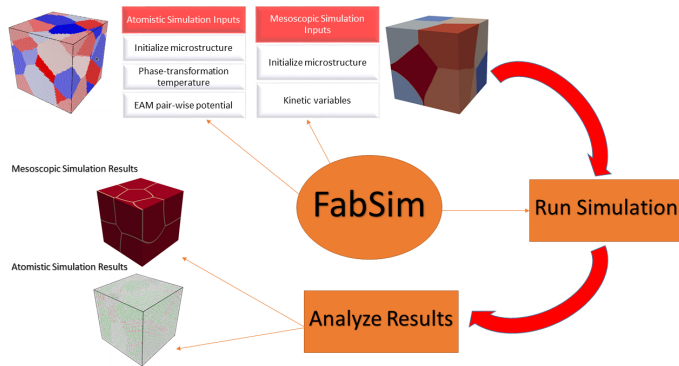 Atomistic Simulation Inputs
Initialize microstructure
Phase-transformation
temperature
EAM pair-wise potential
Mesoscopic Simulation
Inputs
Initialize microstructure
Kinetic variables
Mesoscopic Simulation Results
FabSim
Run Simulation
Atomistic Simulation Results
Analyze Results